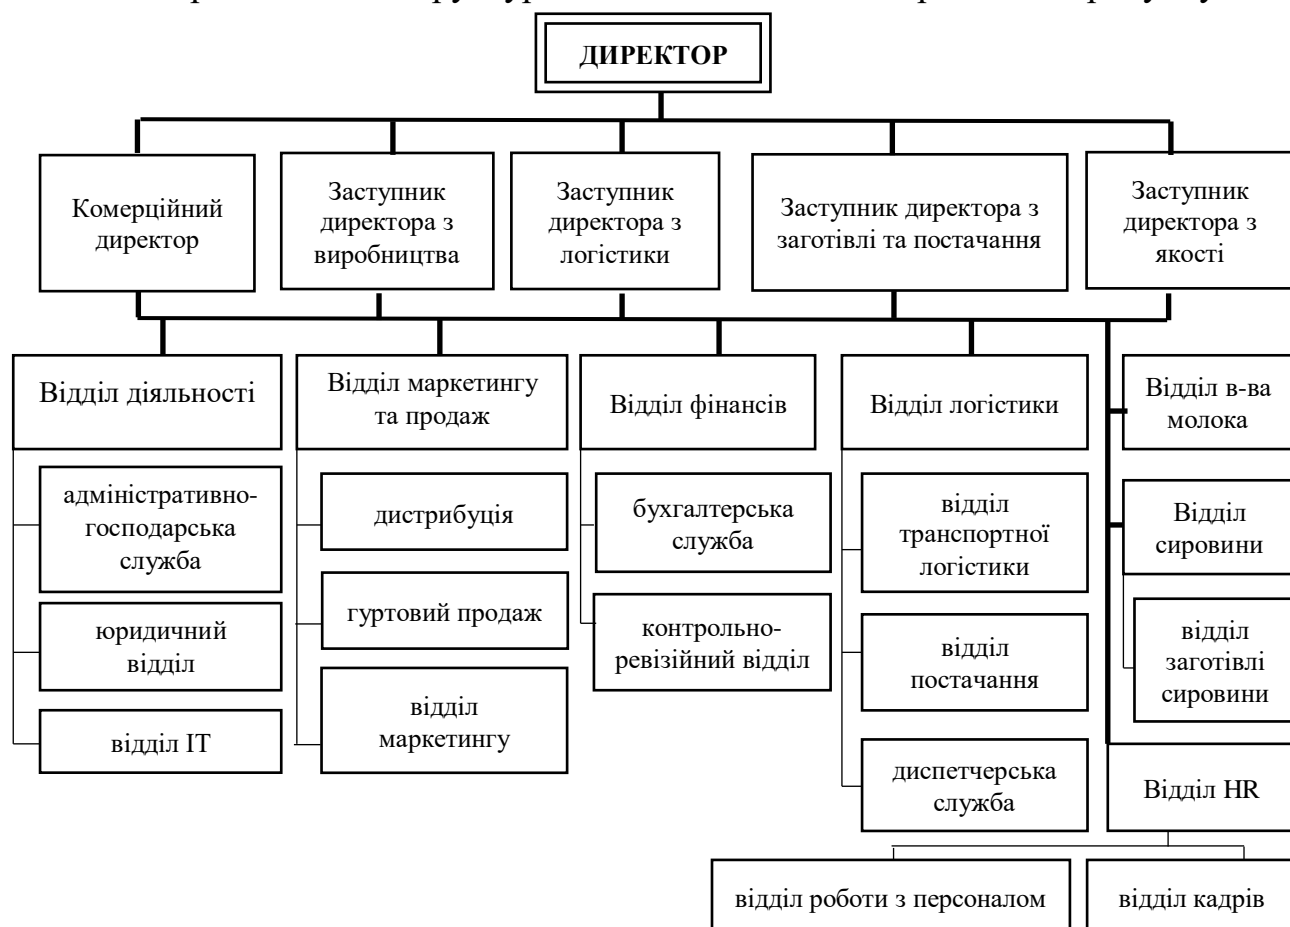 ДИРЕКТОР
Комерційний
директор
Заступник
директора з
виробництва
Заступник
директора з
логістики
Заступник директора з
заготівлі та постачання
Заступник
директора з
якості
Відділ діяльності
Відділ маркетингу
та продаж
Відділ фінансів
Відділ логістики
Відділ в-ва
молока
адміністративно-
господарська
служба
юридичний
відділ
відділ ІТ
дистрибуція
гуртовий продаж
відділ
маркетингу
бухгалтерська
служба
контрольно-
ревізійний відділ
відділ
транспортної
логістики
відділ
постачання
диспетчерська
служба
Відділ
сировини
відділ
заготівлі
сировини
Відділ HR
відділ роботи з персоналом
відділ кадрів